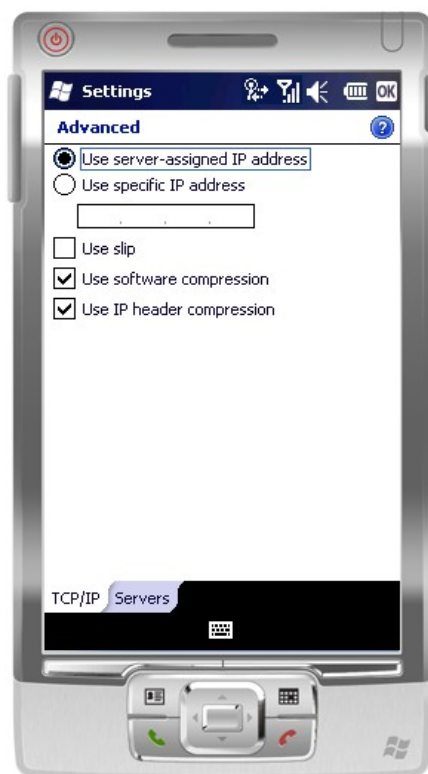 Settings
OK
Advanced
?
Use server-assigned IP address
Use specific IP address
. . .
Use slip
Use software compression
Use IP header compression
TCP/IP Servers